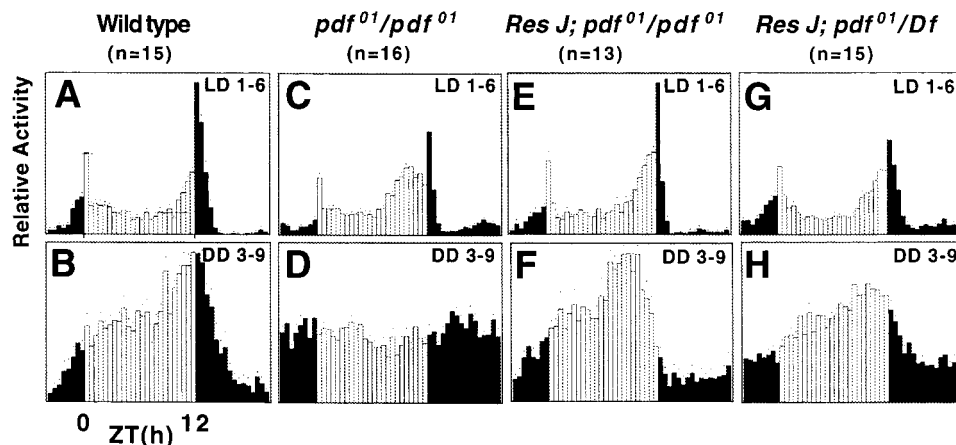 Wild type pdf⁰¹/pdf⁰¹ Res J; pdf⁰¹/pdf⁰¹ Res J; pdf⁰¹/Df
(n=15) (n=16) (n=13) (n=15)
Relative Activity
A LD 1-6 C LD 1-6 E LD 1-6 G LD 1-6
B DD 3-9 D DD 3-9 F DD 3-9 H DD 3-9
0 12
ZT(h)